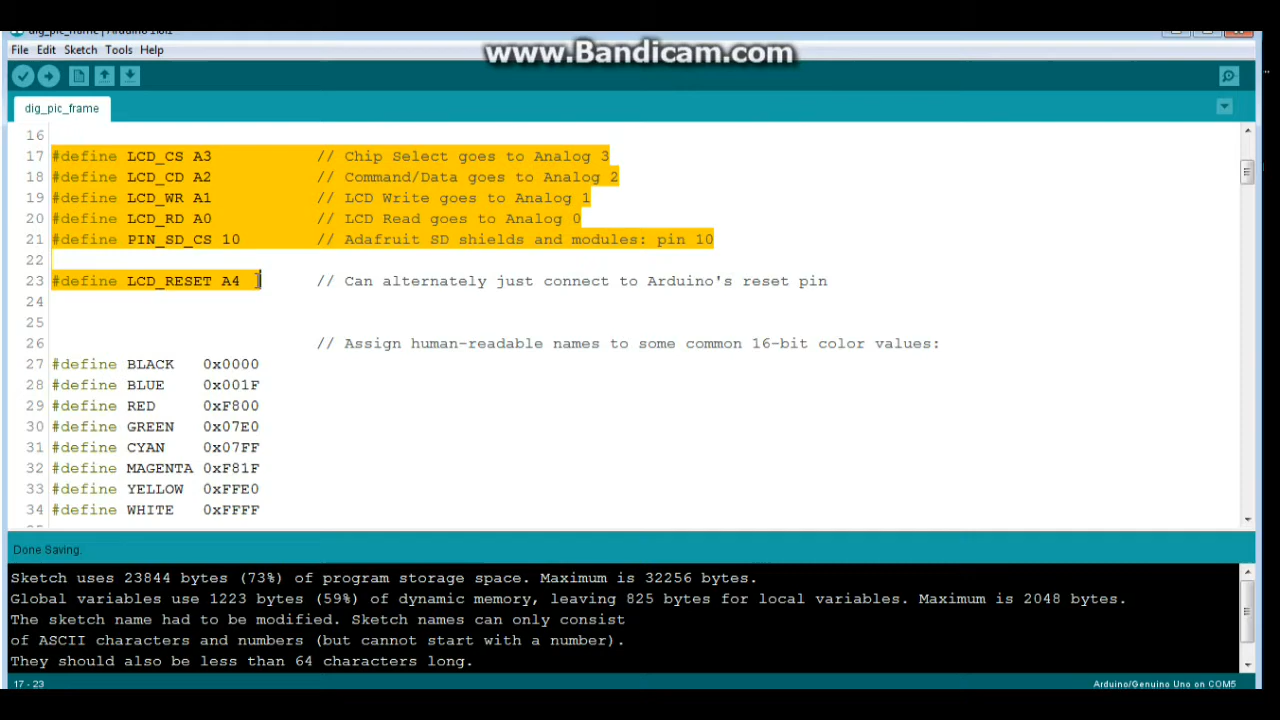 www.Bandicam.com
File Edit Sketch Tools Help
dig_pic_frame
16
17 #define LCD_CS A3 // Chip Select goes to Analog 3
18 #define LCD_CD A2 // Command/Data goes to Analog 2
19 #define LCD_WR A1 // LCD Write goes to Analog 1
20 #define LCD_RD A0 // LCD Read goes to Analog 0
21 #define PIN_SD_CS 10 // Adafruit SD shields and modules: pin 10
22
23 #define LCD_RESET A4 // Can alternately just connect to Arduino's reset pin
24
25
26 // Assign human-readable names to some common 16-bit color values:
27 #define BLACK 0x0000
28 #define BLUE 0x001F
29 #define RED 0xF800
30 #define GREEN 0x07E0
31 #define CYAN 0x07FF
32 #define MAGENTA 0xF81F
33 #define YELLOW 0xFFE0
34 #define WHITE 0xFFFF
Done Saving.
Sketch uses 23844 bytes (73%) of program storage space. Maximum is 32256 bytes.
Global variables use 1223 bytes (59%) of dynamic memory, leaving 825 bytes for local variables. Maximum is 2048 bytes.
The sketch name had to be modified. Sketch names can only consist
of ASCII characters and numbers (but cannot start with a number).
They should also be less than 64 characters long.
17 - 23 Arduino/Genuino Uno on COM5